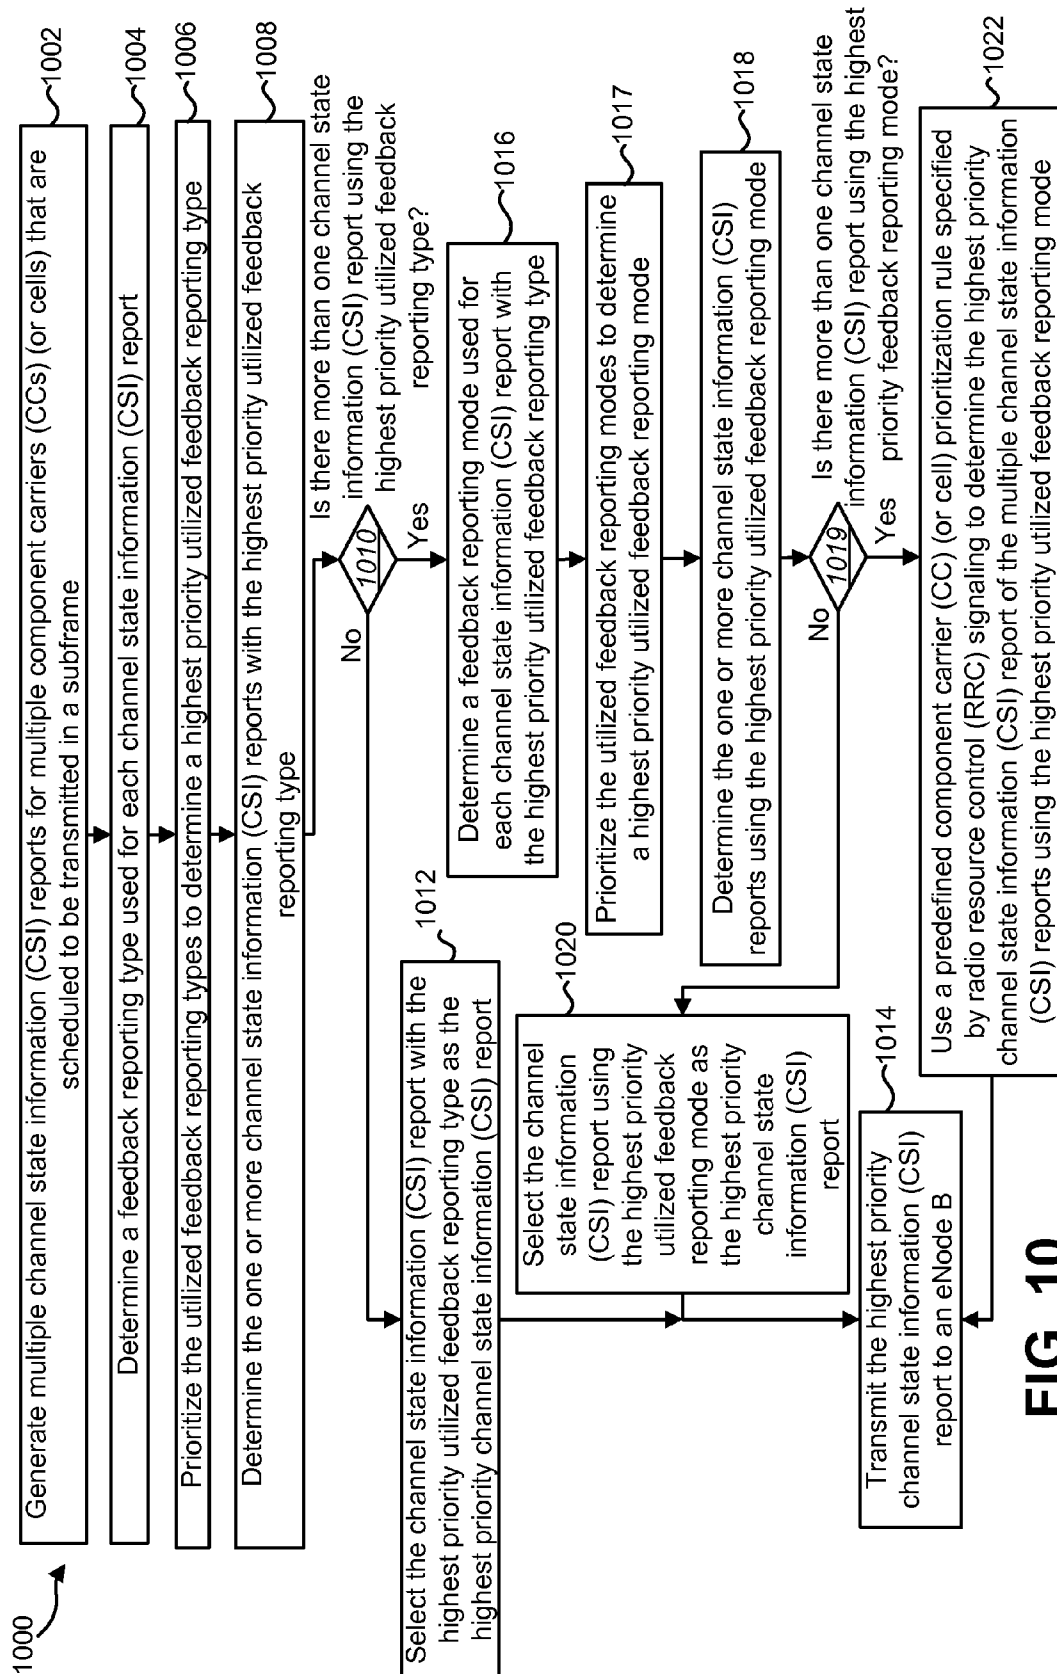 1000
Generate multiple channel state information (CSI) reports for multiple component carriers (CCs) (or cells) that are
scheduled to be transmitted in a subframe
1002
Determine a feedback reporting type used for each channel state information (CSI) report
1004
Prioritize the utilized feedback reporting types to determine a highest priority utilized feedback reporting type
1006
Determine the one or more channel state information (CSI) reports with the highest priority utilized feedback
reporting type
1008
Is there more than one channel state
information (CSI) report using the
highest priority utilized feedback
reporting type?
1010
No
Yes
Select the channel state information (CSI) report with the
highest priority utilized feedback reporting type as the
highest priority channel state information (CSI) report
1012
Determine a feedback reporting mode used for
each channel state information (CSI) report with
the highest priority utilized feedback reporting type
1016
Prioritize the utilized feedback reporting modes to determine
a highest priority utilized feedback reporting mode
1017
Determine the one or more channel state information (CSI)
reports using the highest priority utilized feedback reporting mode
1018
Is there more than one channel state
information (CSI) report using the highest
priority feedback reporting mode?
1019
No
Yes
Select the channel
state information
(CSI) report using
the highest priority
utilized feedback
reporting mode as
the highest priority
channel state
information (CSI)
report
1020
Use a predefined component carrier (CC) (or cell) prioritization rule specified
by radio resource control (RRC) signaling to determine the highest priority
channel state information (CSI) report of the multiple channel state information
(CSI) reports using the highest priority utilized feedback reporting mode
1022
Transmit the highest priority
channel state information (CSI)
report to an eNode B
1014
FIG. 10